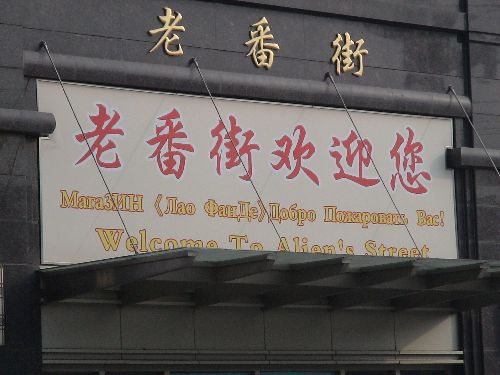 老番街
老番街欢迎您
МагаЗИН 《Лао ФанДе》Добро Пожаровать Вас!
Welcome To Alien's Street